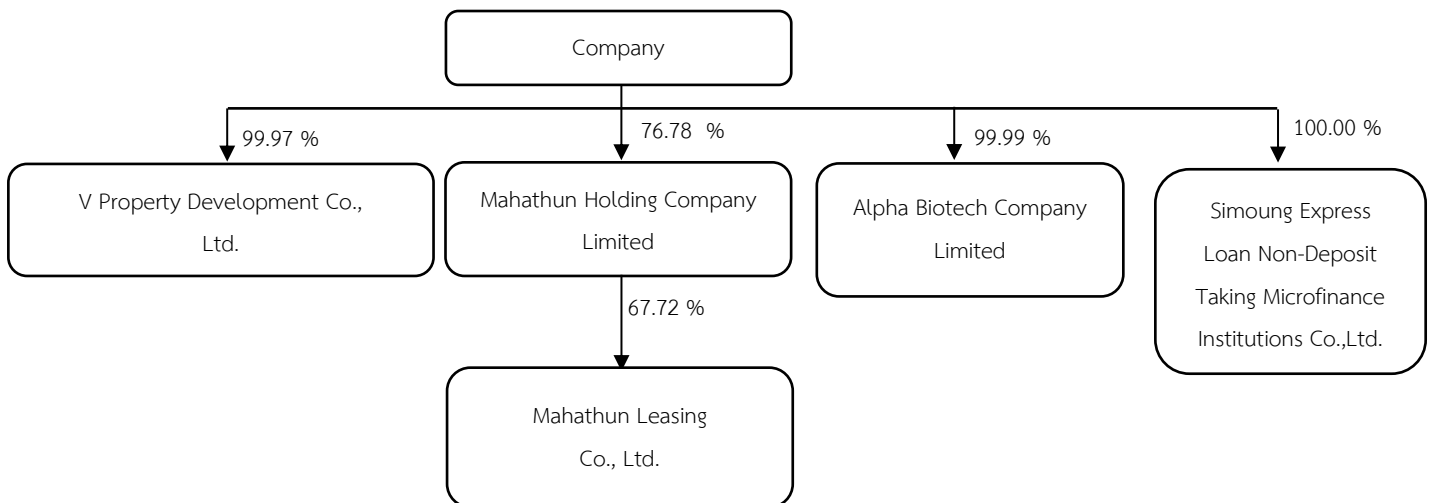 Company
99.97 %
76.78 %
99.99 %
100.00 %
V Property Development Co.,
Ltd.
Mahathun Holding Company
Limited
Alpha Biotech Company
Limited
Simoung Express
Loan Non-Deposit
Taking Microfinance
Institutions Co.,Ltd.
67.72 %
Mahathun Leasing
Co., Ltd.